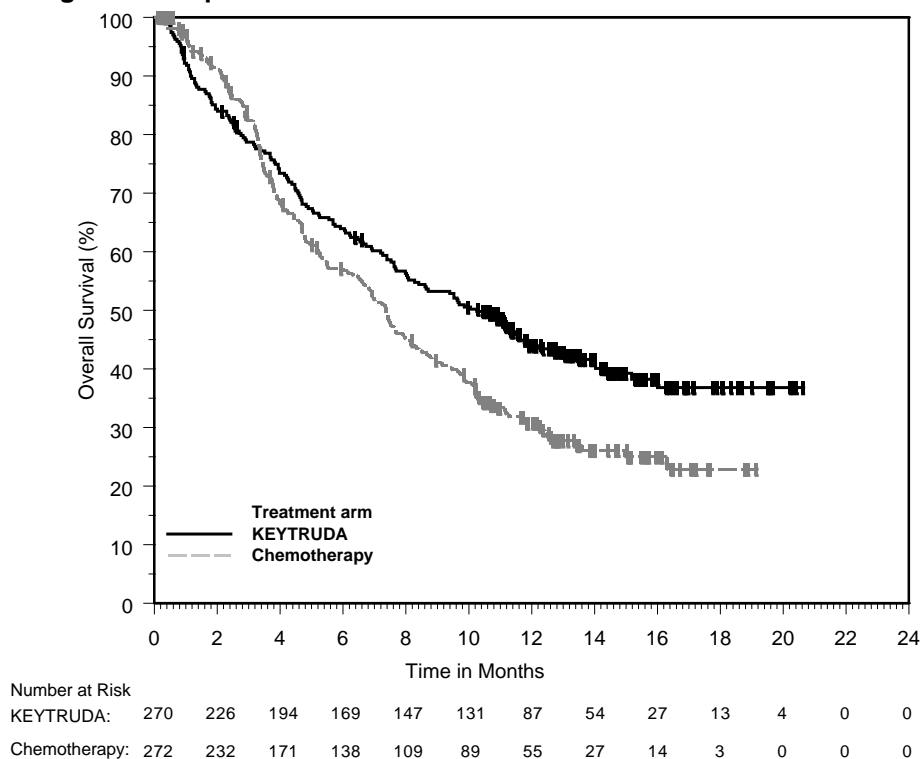 100
90
80
70
60
50
40
30
20
10
0
Overall Survival (%)
Treatment arm
KEYTRUDA
Chemotherapy
0 2 4 6 8 10 12 14 16 18 20 22 24
Time in Months
Number at Risk
KEYTRUDA: 270 226 194 169 147 131 87 54 27 13 4 0 0
Chemotherapy: 272 232 171 138 109 89 55 27 14 3 0 0 0